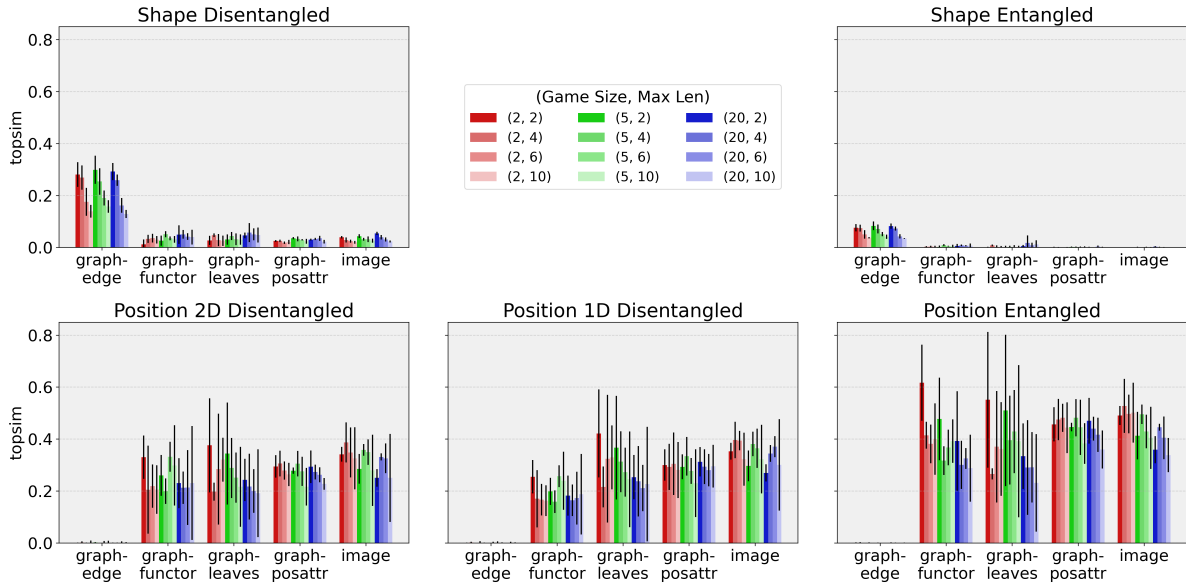 Shape Disentangled
Shape Entangled
topsim
0.8
0.6
0.4
0.2
0.0
graph-edge
graph-functor
graph-leaves
graph-posattr
image
(Game Size, Max Len)
(2, 2) (5, 2) (20, 2)
(2, 4) (5, 4) (20, 4)
(2, 6) (5, 6) (20, 6)
(2, 10) (5, 10) (20, 10)
graph-edge
graph-functor
graph-leaves
graph-posattr
image
Position 2D Disentangled
Position 1D Disentangled
Position Entangled
topsim
0.8
0.6
0.4
0.2
0.0
graph-edge
graph-functor
graph-leaves
graph-posattr
image
graph-edge
graph-functor
graph-leaves
graph-posattr
image
graph-edge
graph-functor
graph-leaves
graph-posattr
image